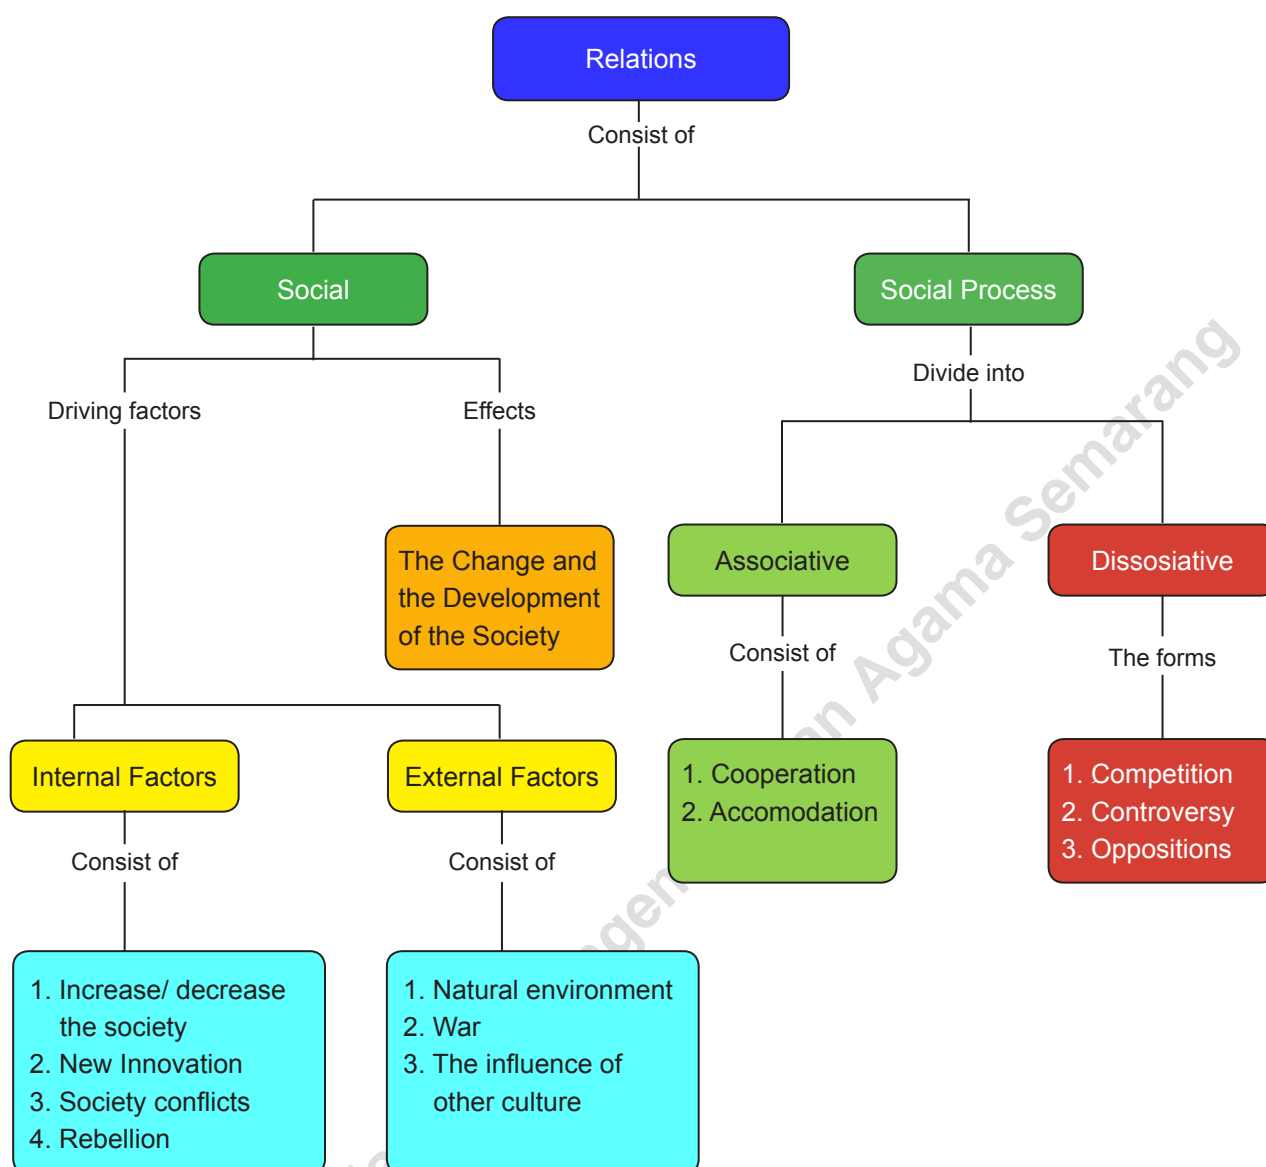 Relations
Consist of
Social
Social Process
Divide into
Driving factors
Effects
The Change and
the Development
of the Society
Associative
Dissosiative
Consist of
The forms
Internal Factors
External Factors
1. Cooperation
2. Accomodation
1. Competition
2. Controversy
3. Oppositions
Consist of
Consist of
1. Increase/ decrease
the society
2. New Innovation
3. Society conflicts
4. Rebellion
1. Natural environment
2. War
3. The influence of
other culture
Agama Semarang